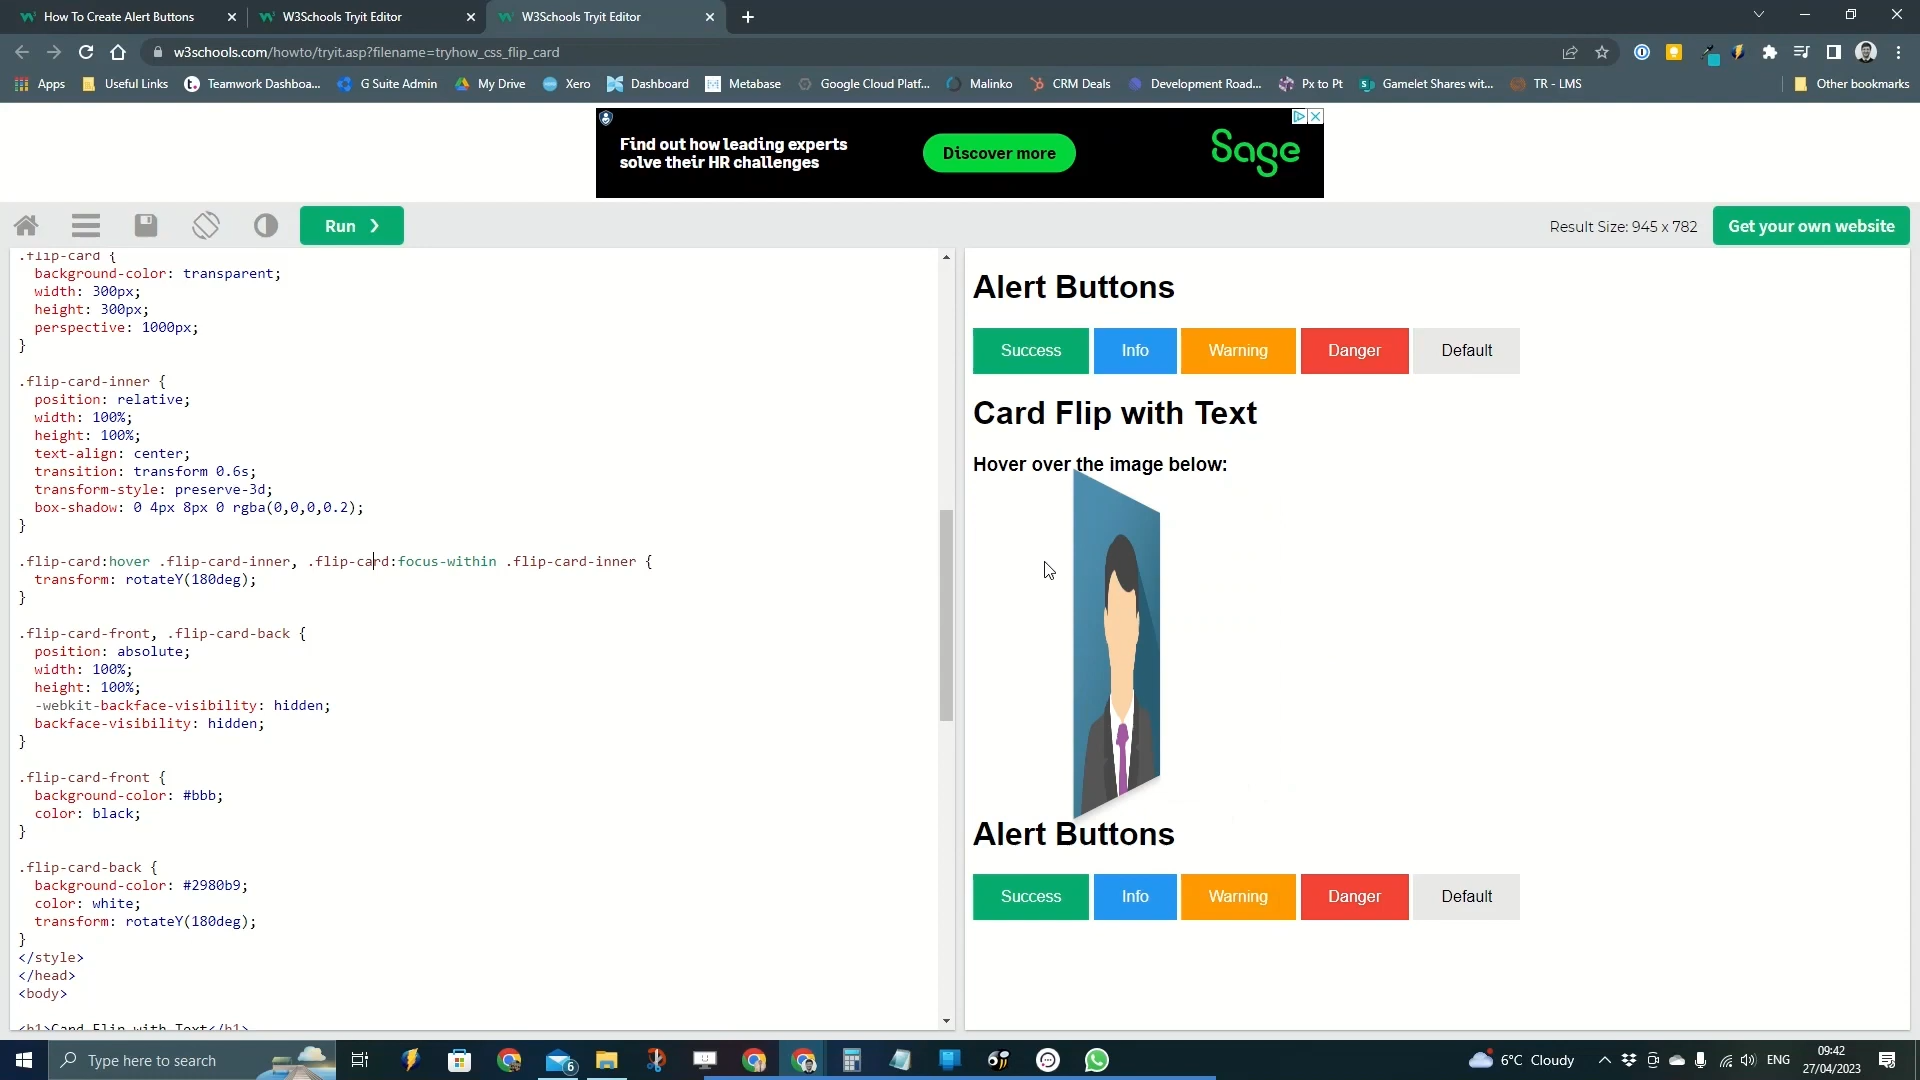 How To Create Alert Buttons
W3Schools Tryit Editor
W3Schools Tryit Editor
w3schools.com/howto/tryit.asp?filename=tryhow_css_flip_card
Apps
Useful Links
Teamwork Dashboa...
G Suite Admin
My Drive
Xero
Dashboard
Metabase
Google Cloud Platf...
Malinko
CRM Deals
Development Road...
Px to Pt
Gamelet Shares wit...
TR - LMS
Other bookmarks
Find out how leading experts
solve their HR challenges
Discover more
Sage
Run ❯
Result Size: 945 x 782
Get your own website
.flip-card {
background-color: transparent;
width: 300px;
height: 300px;
perspective: 1000px;
}
.flip-card-inner {
position: relative;
width: 100%;
height: 100%;
text-align: center;
transition: transform 0.6s;
transform-style: preserve-3d;
box-shadow: 0 4px 8px 0 rgba(0,0,0,0.2);
}
.flip-card:hover .flip-card-inner, .flip-card:focus-within .flip-card-inner {
transform: rotateY(180deg);
}
.flip-card-front, .flip-card-back {
position: absolute;
width: 100%;
height: 100%;
-webkit-backface-visibility: hidden;
backface-visibility: hidden;
}
.flip-card-front {
background-color: #bbb;
color: black;
}
.flip-card-back {
background-color: #2980b9;
color: white;
transform: rotateY(180deg);
}
</style>
</head>
<body>
<h1>Card Flip with Text</h1>
Alert Buttons
Success
Info
Warning
Danger
Default
Card Flip with Text
Hover over the image below:
Alert Buttons
Success
Info
Warning
Danger
Default
Type here to search
6
6°C Cloudy
ENG
09:42
27/04/2023